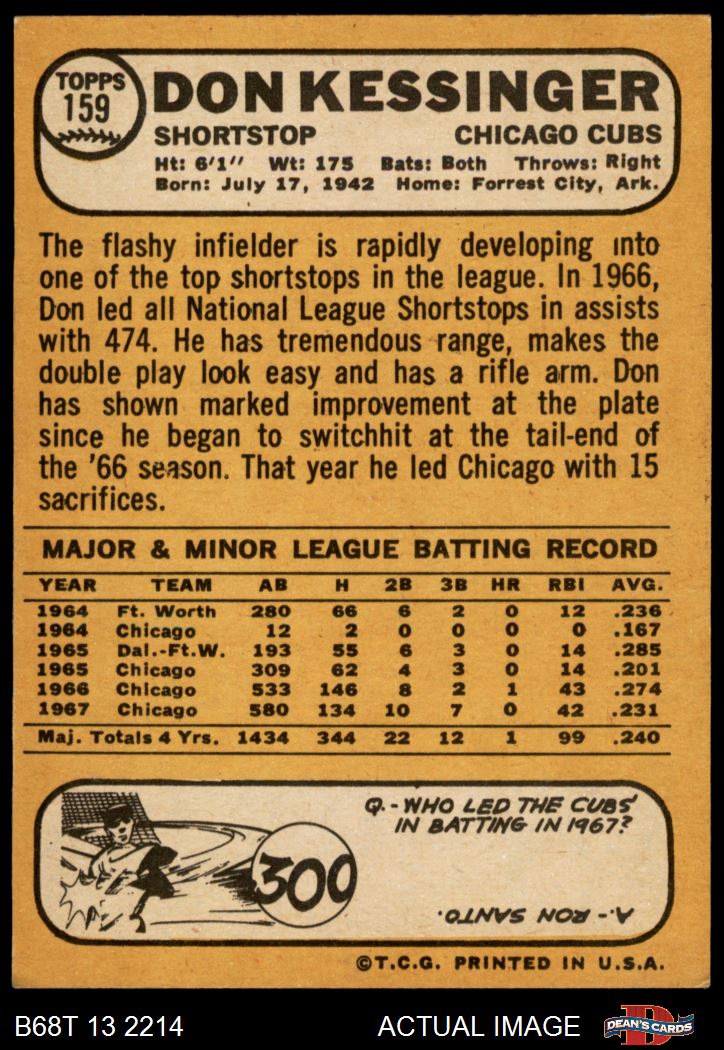 TOPPS
159
DON KESSINGER
SHORTSTOP CHICAGO CUBS
Ht: 6'1" Wt: 175 Bats: Both Throws: Right
Born: July 17, 1942 Home: Forrest City, Ark.
The flashy infielder is rapidly developing into
one of the top shortstops in the league. In 1966,
Don led all National League Shortstops in assists
with 474. He has tremendous range, makes the
double play look easy and has a rifle arm. Don
has shown marked improvement at the plate
since he began to switchhit at the tail-end of
the '66 season. That year he led Chicago with 15
sacrifices.
MAJOR & MINOR LEAGUE BATTING RECORD
YEAR TEAM AB H 2B 3B HR RBI AVG.
1964 Ft. Worth 280 66 6 2 0 12 .236
1964 Chicago 12 2 0 0 0 0 .167
1965 Dal.-Ft.W. 193 55 6 3 0 14 .285
1965 Chicago 309 62 4 3 0 14 .201
1966 Chicago 533 146 8 2 1 43 .274
1967 Chicago 580 134 10 7 0 42 .231
Maj. Totals 4 Yrs. 1434 344 22 12 1 99 .240
300
Q.-WHO LED THE CUBS'
IN BATTING IN 1967?
A.- RON SANTO.
©T.C.G. PRINTED IN U.S.A.
B68T 13 2214 ACTUAL IMAGE
D
DEAN'S CARDS